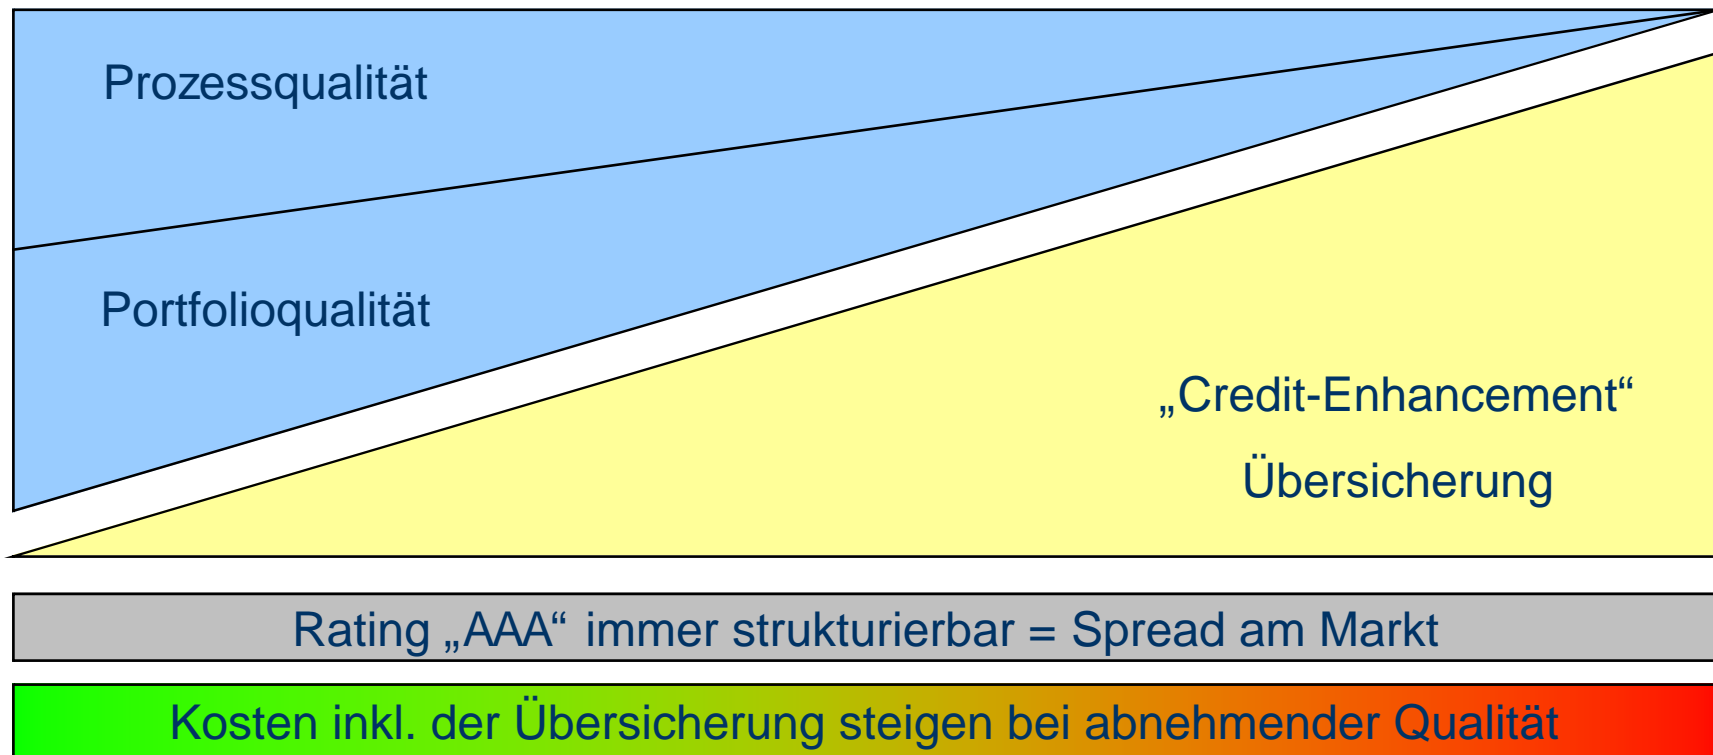 Prozessqualität
Portfolioqualität
„Credit-Enhancement“
Übersicherung
Rating „AAA“ immer strukturierbar = Spread am Markt
Kosten inkl. der Übersicherung steigen bei abnehmender Qualität